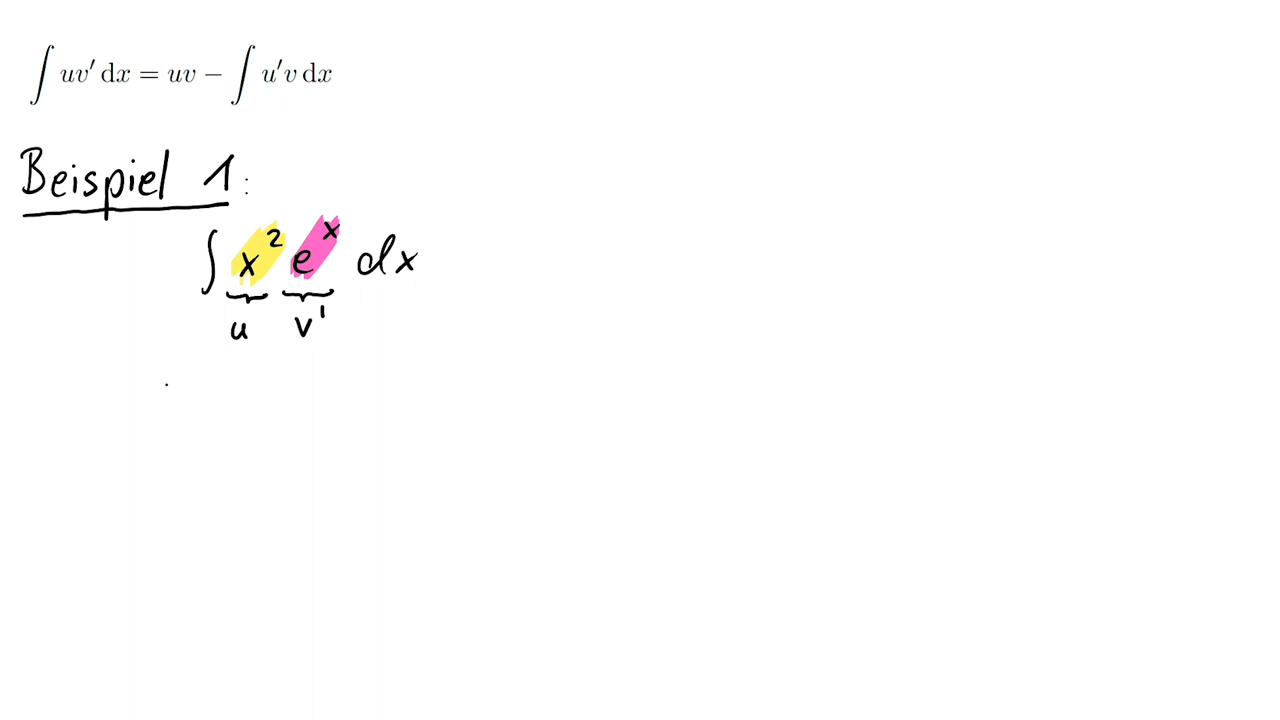 ∫ uv′ dx = uv − ∫ u′v dx
Beispiel 1:
∫ x² eˣ dx
u v'